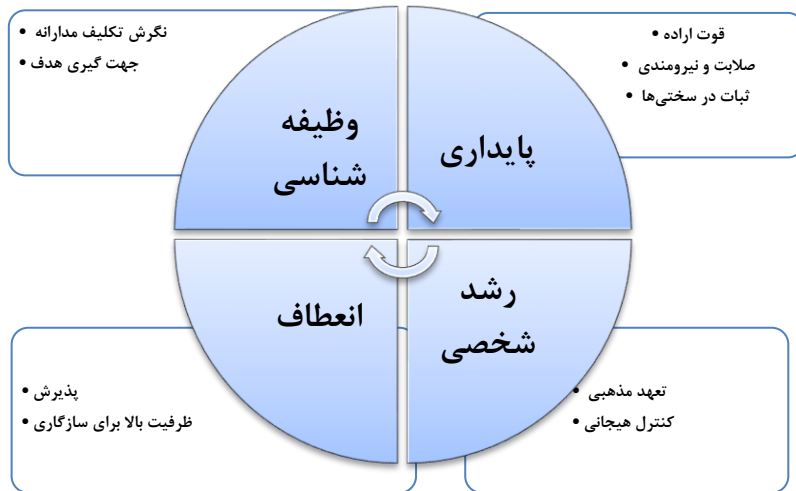 قوت اراده
صلابت و نیرومندی
ثبات در سختی‌ها
پایداری
نگرش تکلیف مدارانه
جهت گیری هدف
وظیفه
شناسی
رشد
شخصی
تعهد مذهبی
کنترل هیجانی
انعطاف
پذیرش
ظرفیت بالا برای سازگاری